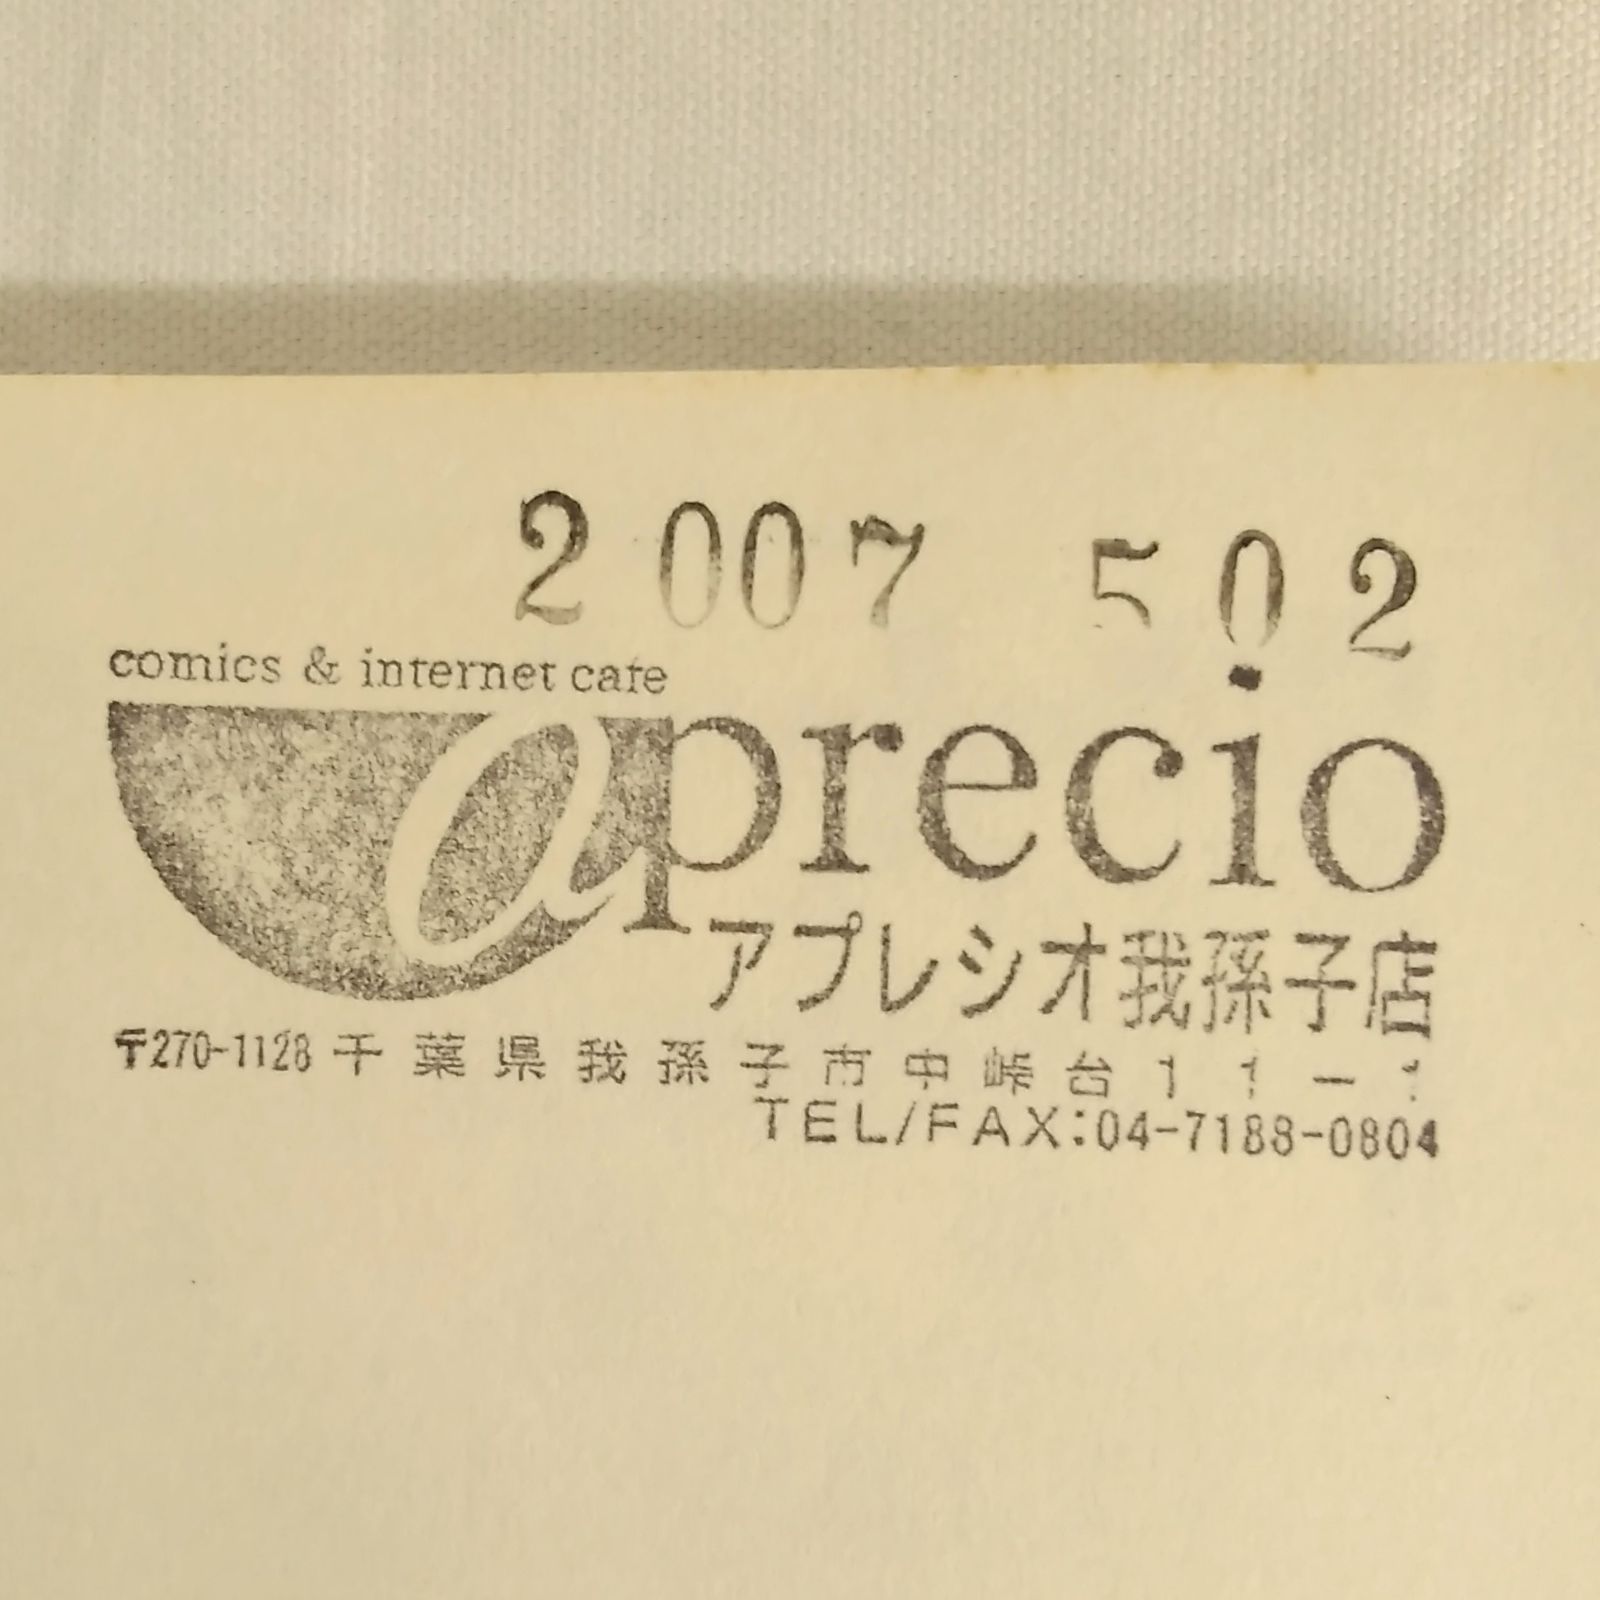 2007 502
comics & internet cafe
aprecio
アプレシオ我孫子店
〒270-1128 千葉県我孫子市中峠台11-1
TEL/FAX:04-7188-0804